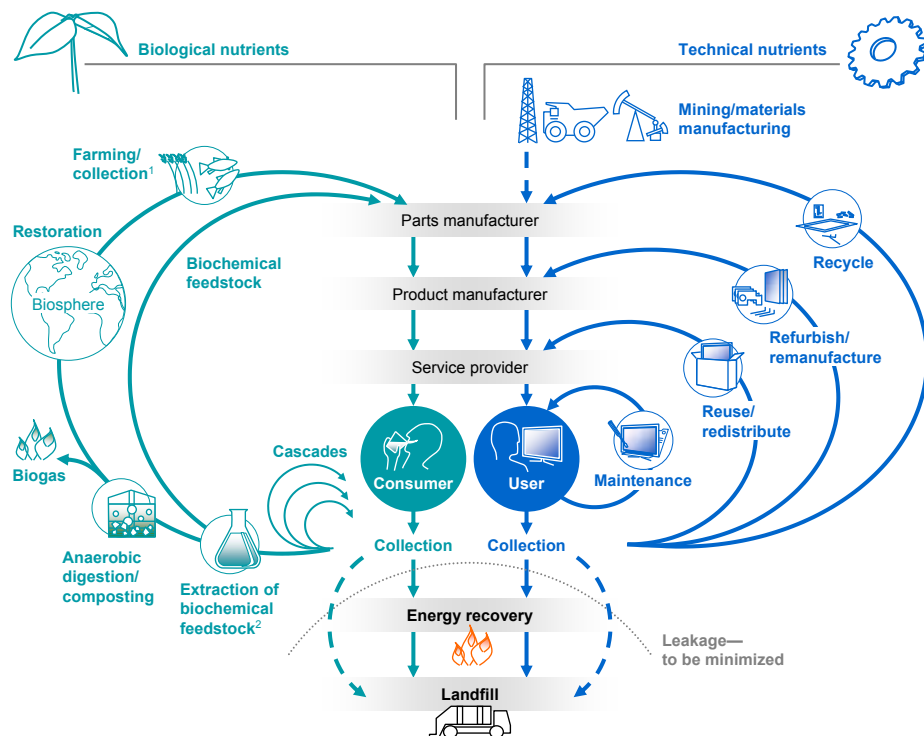 Biological nutrients
Technical nutrients
Mining/materials
manufacturing
Farming/
collection1
Parts manufacturer
Restoration
Biosphere
Biochemical
feedstock
Recycle
Product manufacturer
Refurbish/
remanufacture
Service provider
Reuse/
redistribute
Biogas
Cascades
Consumer
User
Maintenance
Anaerobic
digestion/
composting
Extraction of
biochemical
feedstock2
Collection
Collection
Energy recovery
Leakage—
to be minimized
Landfill